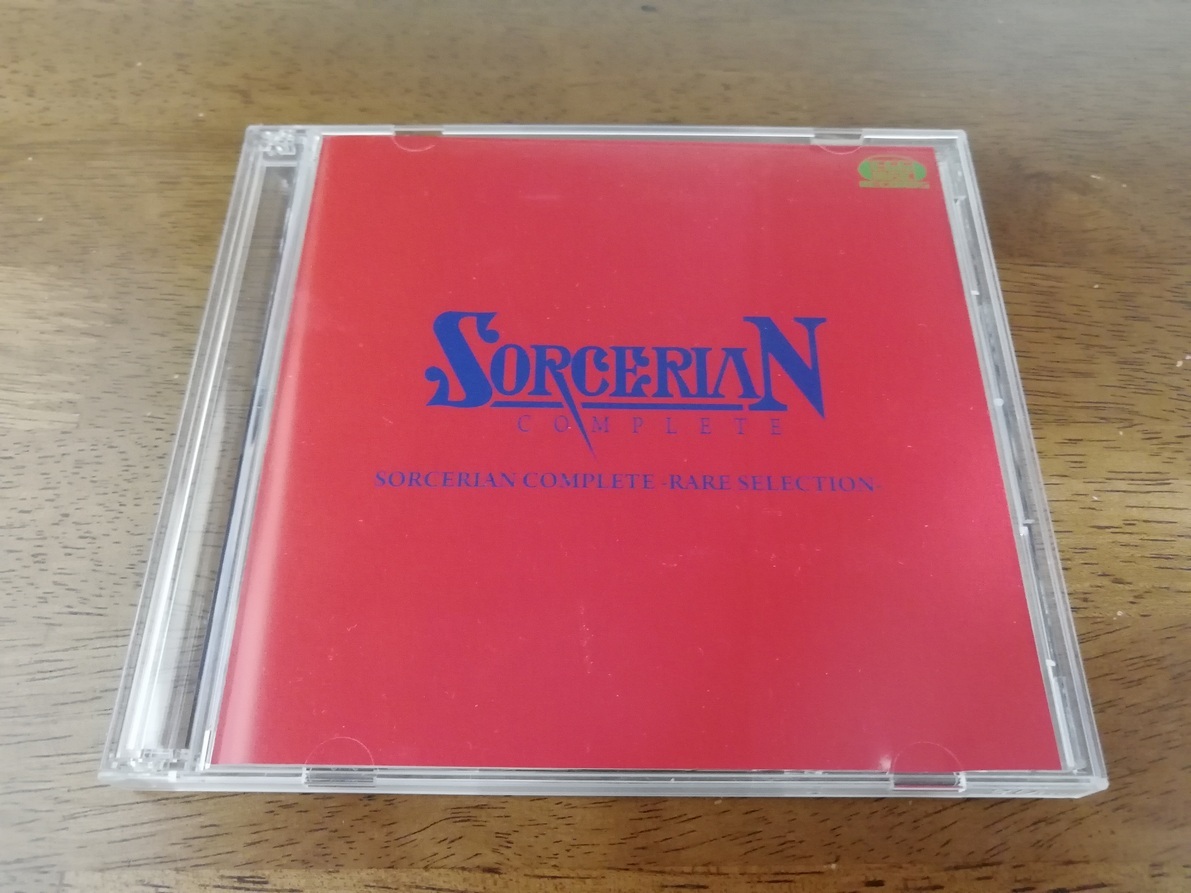 SORCERIAN
COMPLETE
SORCERIAN COMPLETE -RARE SELECTION-